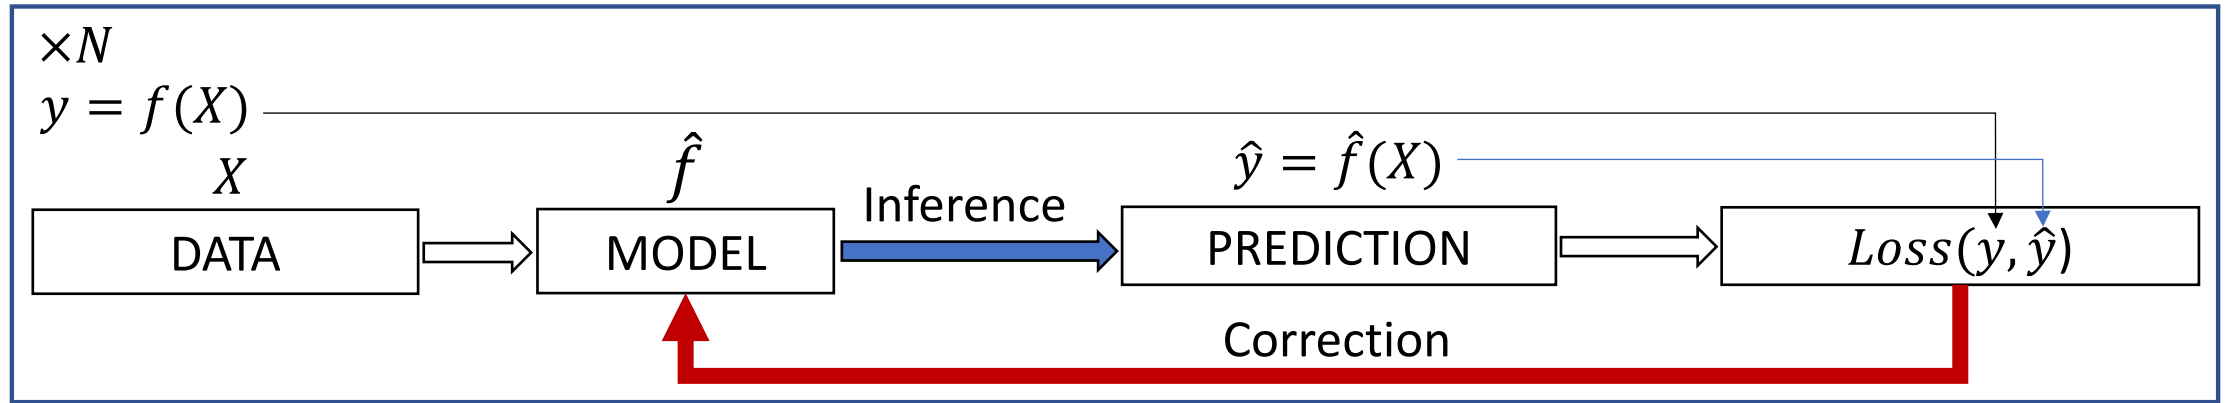 ×N
y = f(X)
X
f̂
ŷ = f̂(X)
Inference
DATA
MODEL
PREDICTION
Loss(y, ŷ)
Correction